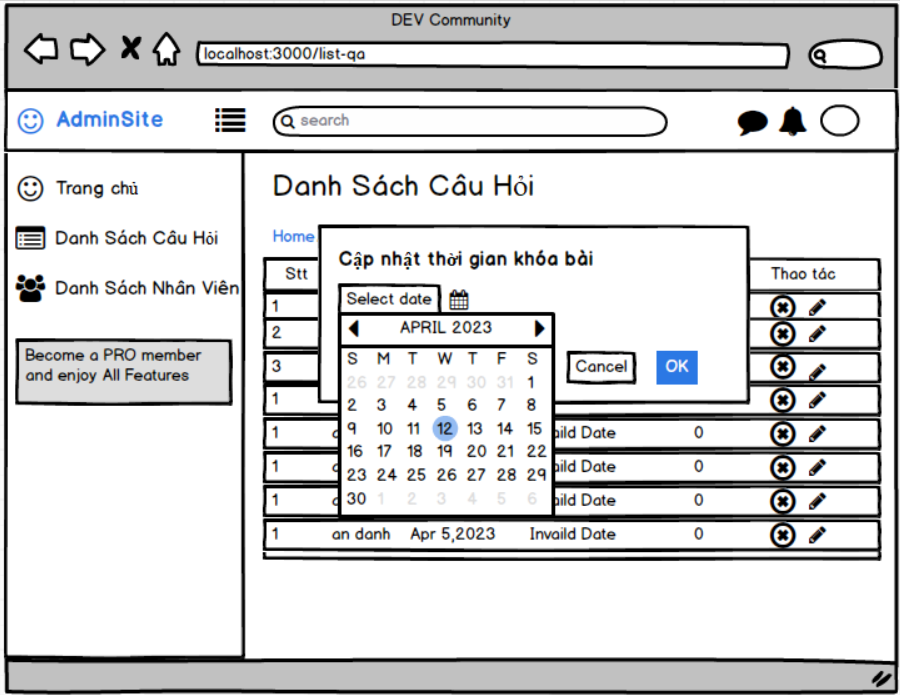 DEV Community
localhost:3000/list-qa
AdminSite
search
Trang chủ
Danh Sách Câu Hỏi
Danh Sách Nhân Viên
Become a PRO member
and enjoy All Features
Danh Sách Câu Hỏi
Home
Cập nhật thời gian khóa bài
Select date
APRIL 2023
S M T W T F S
26 27 28 29 30 31 1
2 3 4 5 6 7 8
9 10 11 12 13 14 15
16 17 18 19 20 21 22
23 24 25 26 27 28 29
30 1 2 3 4 5 6
Cancel OK
Stt Thao tác
1
2
3
1
1 Date 0
1 Date 0
1 Date 0
1 an danh Apr 5,2023 Invaild Date 0